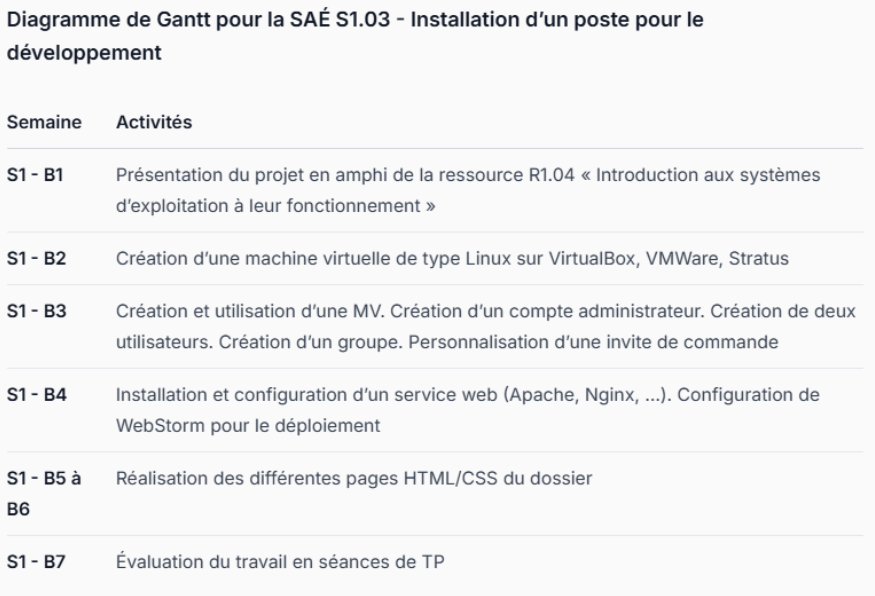 Diagramme de Gantt pour la SAÉ S1.03 - Installation d’un poste pour le
développement
Semaine Activités
S1 - B1 Présentation du projet en amphi de la ressource R1.04 « Introduction aux systèmes
d’exploitation à leur fonctionnement »
S1 - B2 Création d’une machine virtuelle de type Linux sur VirtualBox, VMWare, Stratus
S1 - B3 Création et utilisation d’une MV. Création d’un compte administrateur. Création de deux
utilisateurs. Création d’un groupe. Personnalisation d’une invite de commande
S1 - B4 Installation et configuration d’un service web (Apache, Nginx, ...). Configuration de
WebStorm pour le déploiement
S1 - B5 à Réalisation des différentes pages HTML/CSS du dossier
B6
S1 - B7 Évaluation du travail en séances de TP